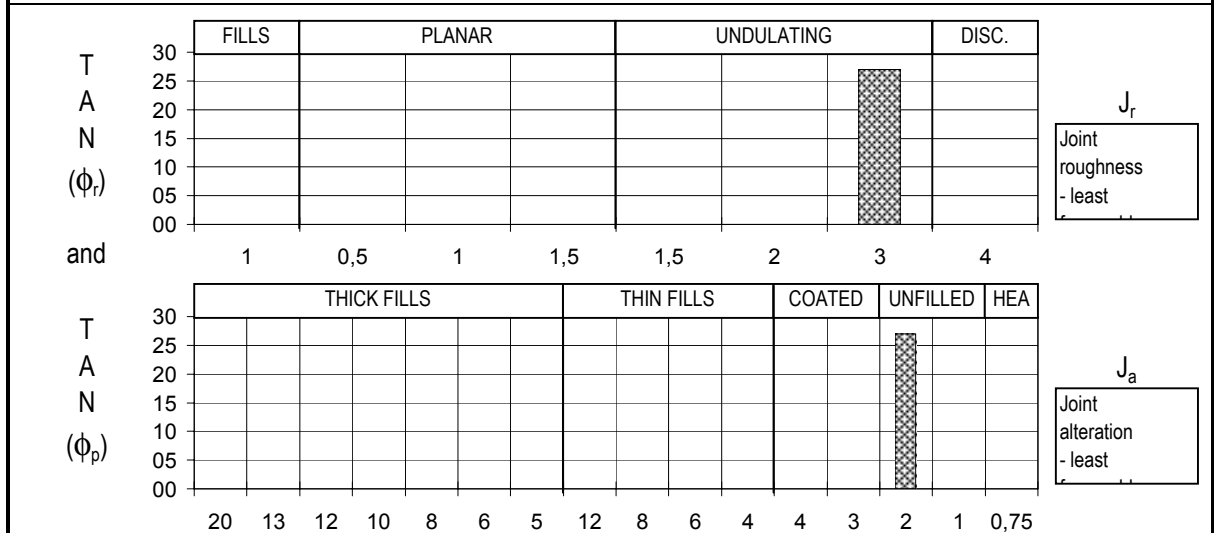 FILLS PLANAR UNDULATING DISC.
T A N (ϕr)
30
25
20
15
10
05
00
1 0,5 1 1,5 1,5 2 3 4
Jr
Joint
roughness
- least
and
THICK FILLS THIN FILLS COATED UNFILLED HEA
T A N (ϕp)
30
25
20
15
10
05
00
20 13 12 10 8 6 5 12 8 6 4 4 3 2 1 0,75
Ja
Joint
alteration
- least